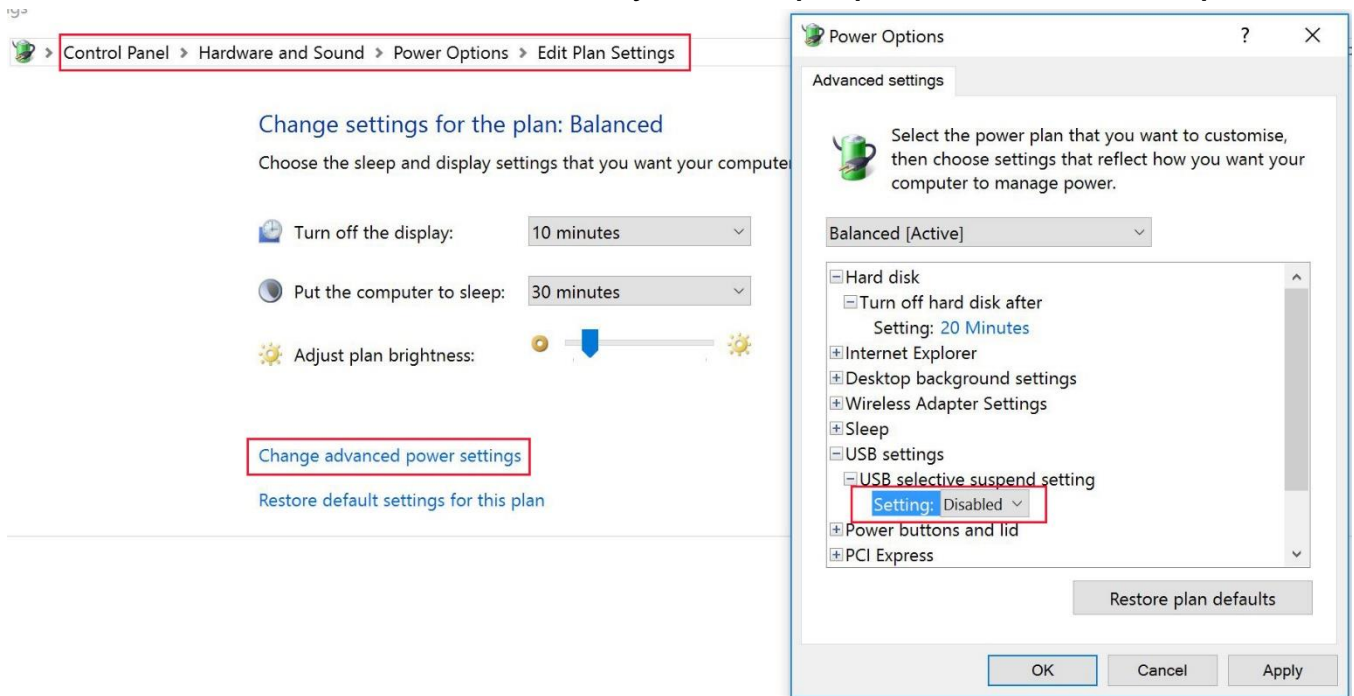 Control Panel > Hardware and Sound > Power Options > Edit Plan Settings
Change settings for the plan: Balanced
Choose the sleep and display settings that you want your compute
Turn off the display: 10 minutes
Put the computer to sleep: 30 minutes
Adjust plan brightness:
Change advanced power settings
Restore default settings for this plan
Power Options ? X
Advanced settings
Select the power plan that you want to customise,
then choose settings that reflect how you want your
computer to manage power.
Balanced [Active]
Hard disk
Turn off hard disk after
Setting: 20 Minutes
Internet Explorer
Desktop background settings
Wireless Adapter Settings
Sleep
USB settings
USB selective suspend setting
Setting: Disabled
Power buttons and lid
PCI Express
Restore plan defaults
OK Cancel Apply